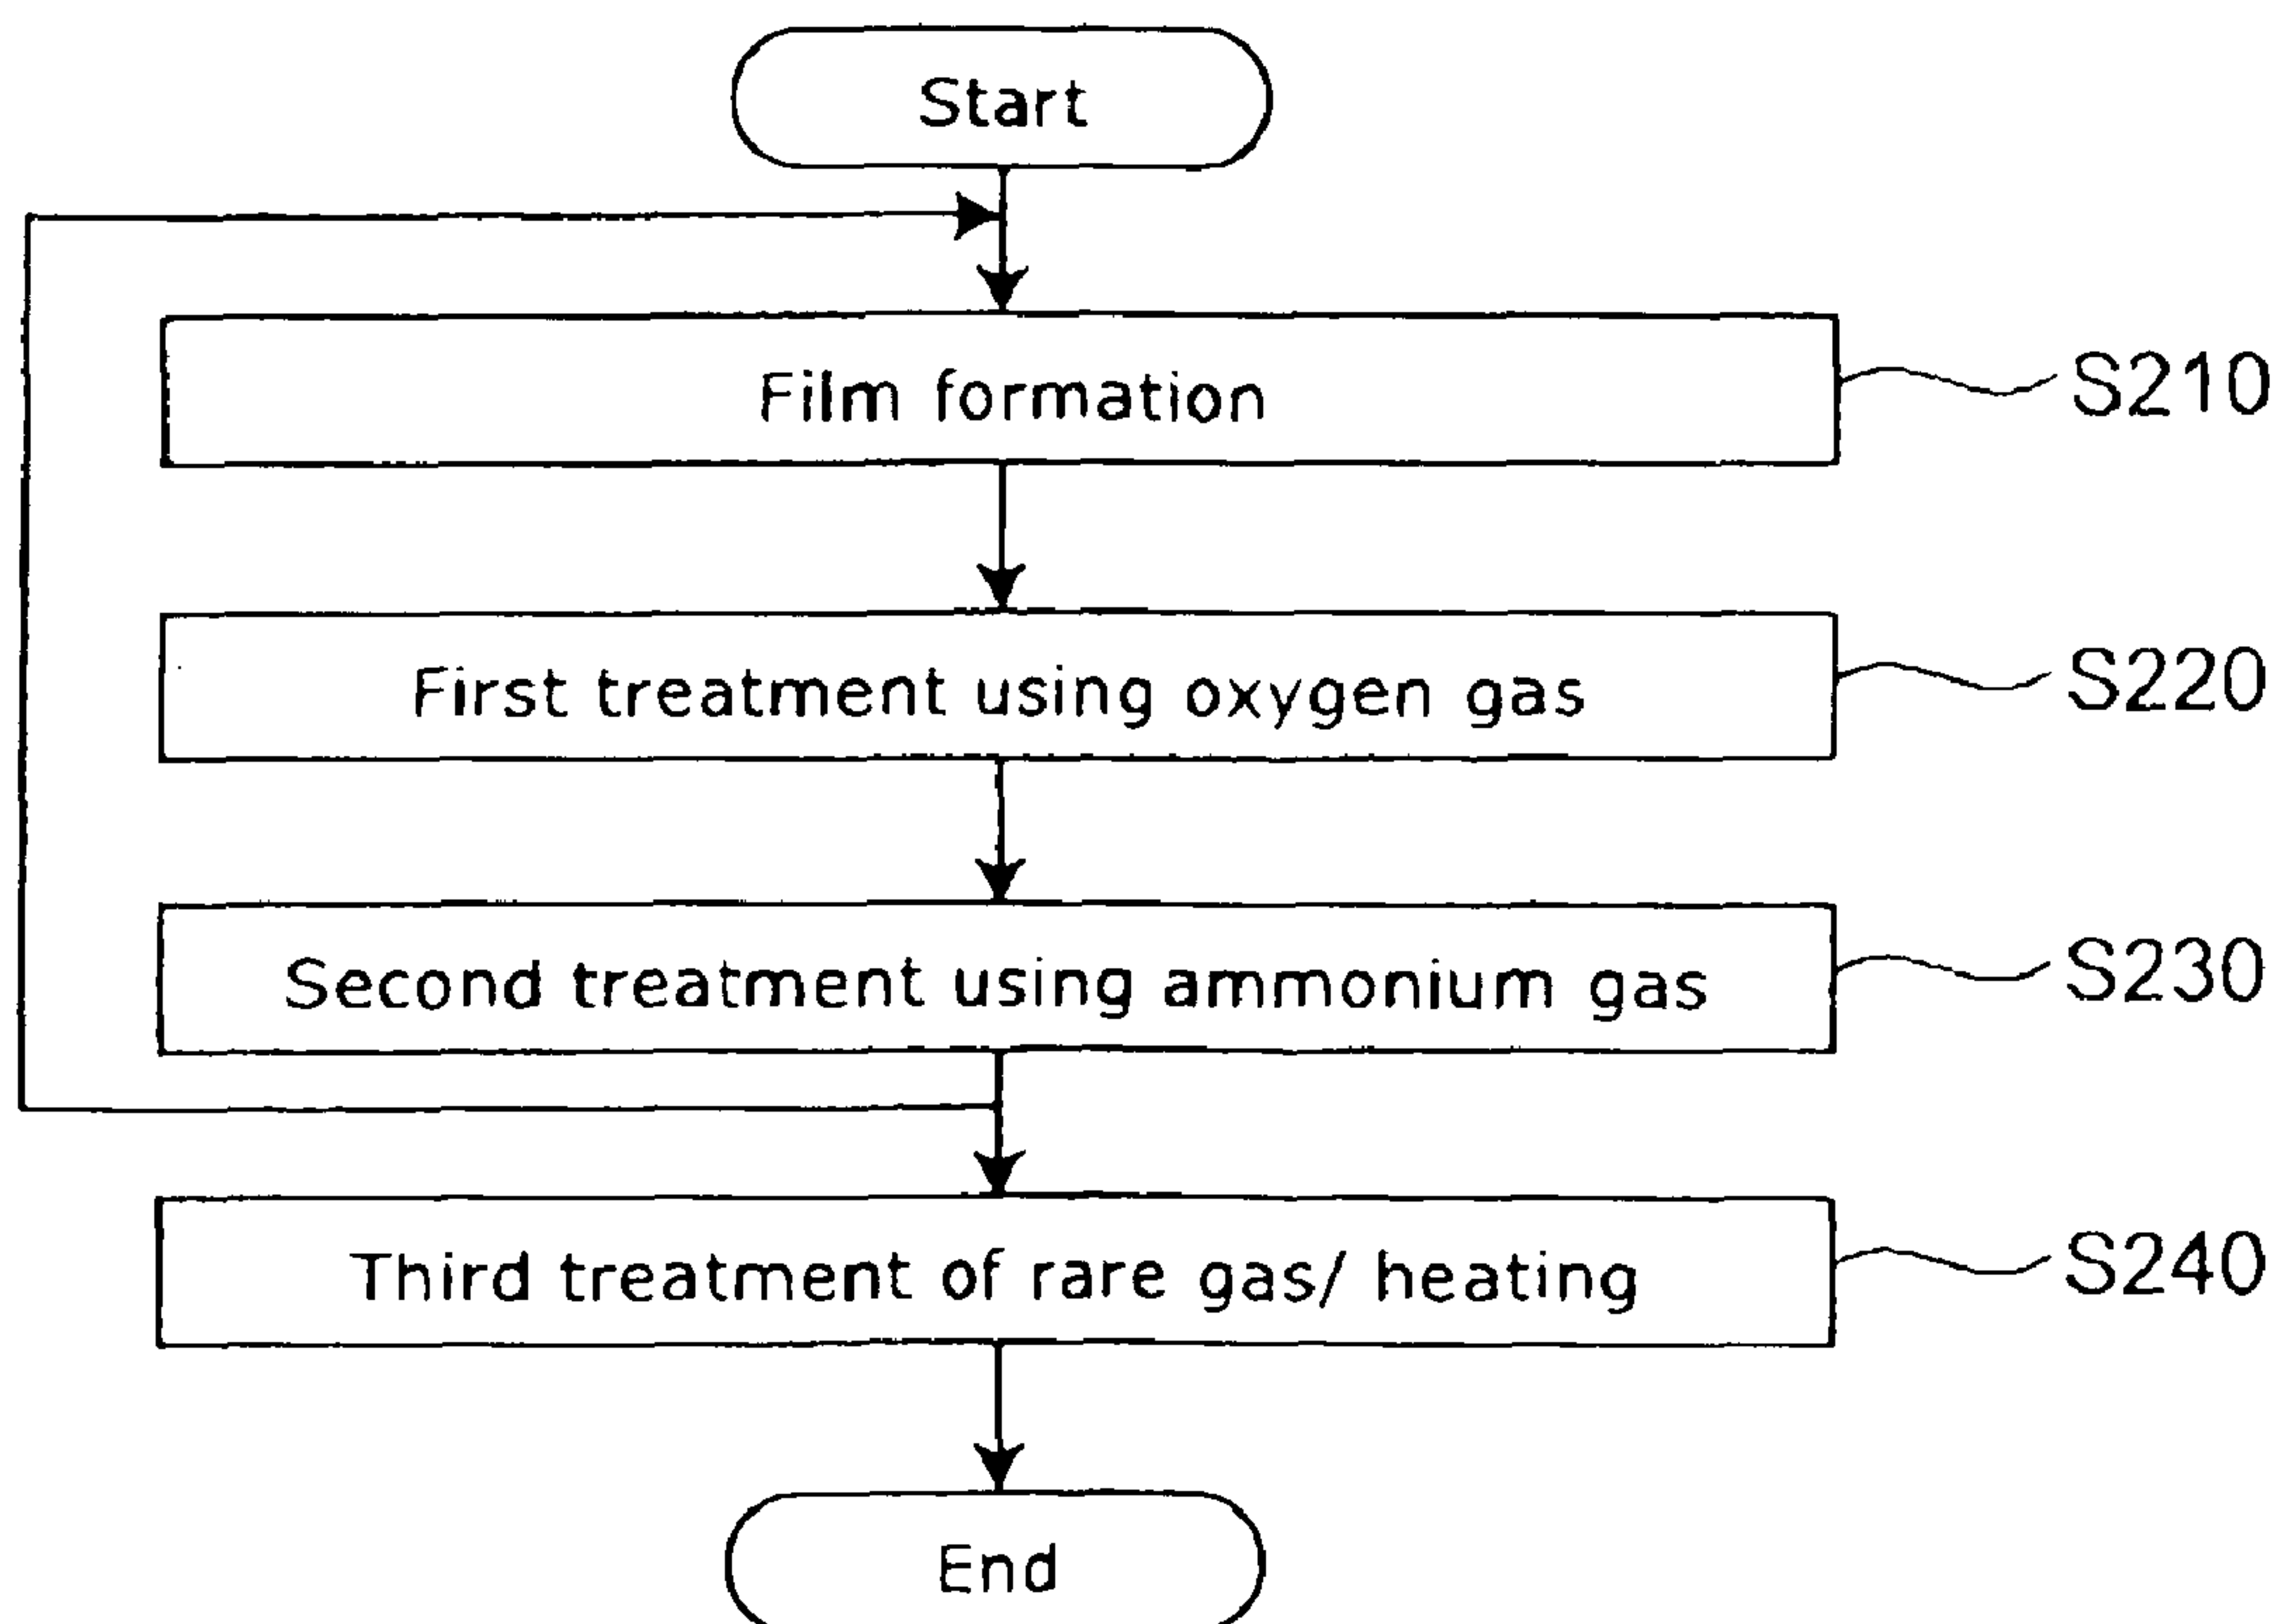 Start
Film formation
S210
First treatment using oxygen gas
S220
Second treatment using ammonium gas
S230
Third treatment of rare gas/ heating
S240
End